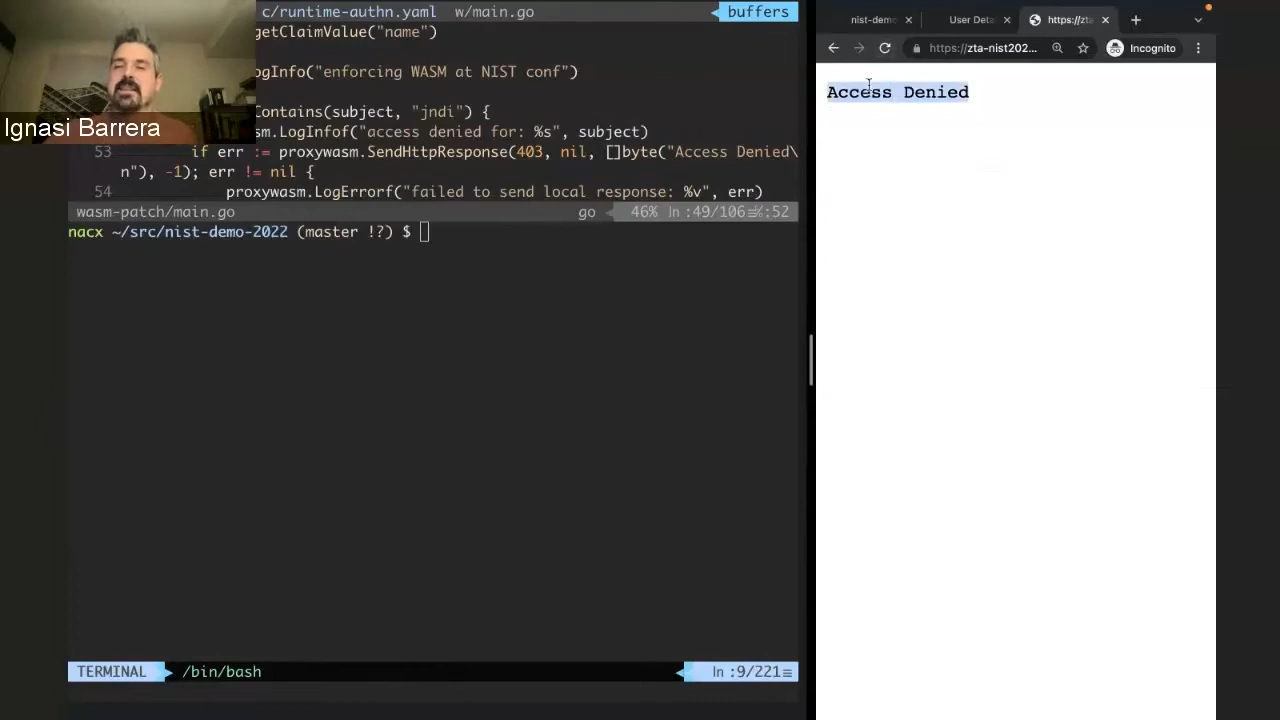 c/runtime-authn.yaml w/main.go buffers
getClaimValue("name")
ogInfo("enforcing WASM at NIST conf")
Contains(subject, "jndi") {
sm.LogInfof("access denied for: %s", subject)
53 if err := proxywasm.SendHttpResponse(403, nil, []byte("Access Denied\
n"), -1); err != nil {
54 proxywasm.LogErrorf("failed to send local response: %v", err)
wasm-patch/main.go go 46% ln :49/106 :52
nacx ~/src/nist-demo-2022 (master !?) $
TERMINAL /bin/bash ln :9/221
Ignasi Barrera
nist-demo User Deta https://zta
https://zta-nist202... Incognito
Access Denied